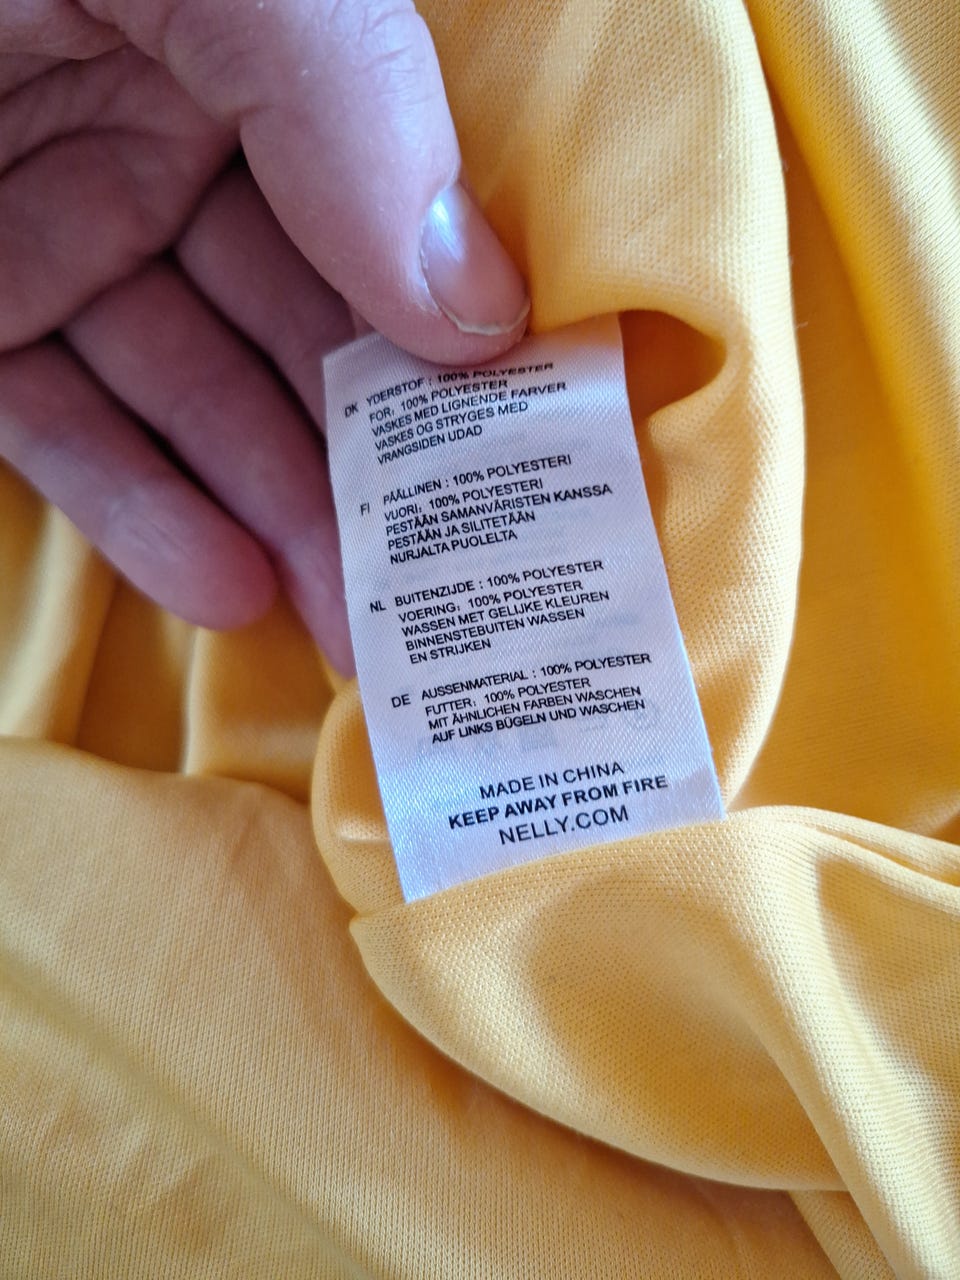 DK YDERSTOF : 100% POLYESTER
FOR; 100% POLYESTER
VASKES MED LIGNENDE FARVER
VASKES OG STRYGES MED
VRANGSIDEN UDAD
FI PÄÄLLINEN : 100% POLYESTERI
VUORI; 100% POLYESTERI
PESTÄÄN SAMANVÄRISTEN KANSSA
PESTÄÄN JA SILITETÄÄN
NURJALTA PUOLELTA
NL BUITENZIJDE : 100% POLYESTER
VOERING; 100% POLYESTER
WASSEN MET GELIJKE KLEUREN
BINNENSTEBUITEN WASSEN
EN STRIJKEN
DE AUSSENMATERIAL : 100% POLYESTER
FUTTER; 100% POLYESTER
MIT ÄHNLICHEN FARBEN WASCHEN
AUF LINKS BÜGELN UND WASCHEN
MADE IN CHINA
KEEP AWAY FROM FIRE
NELLY.COM